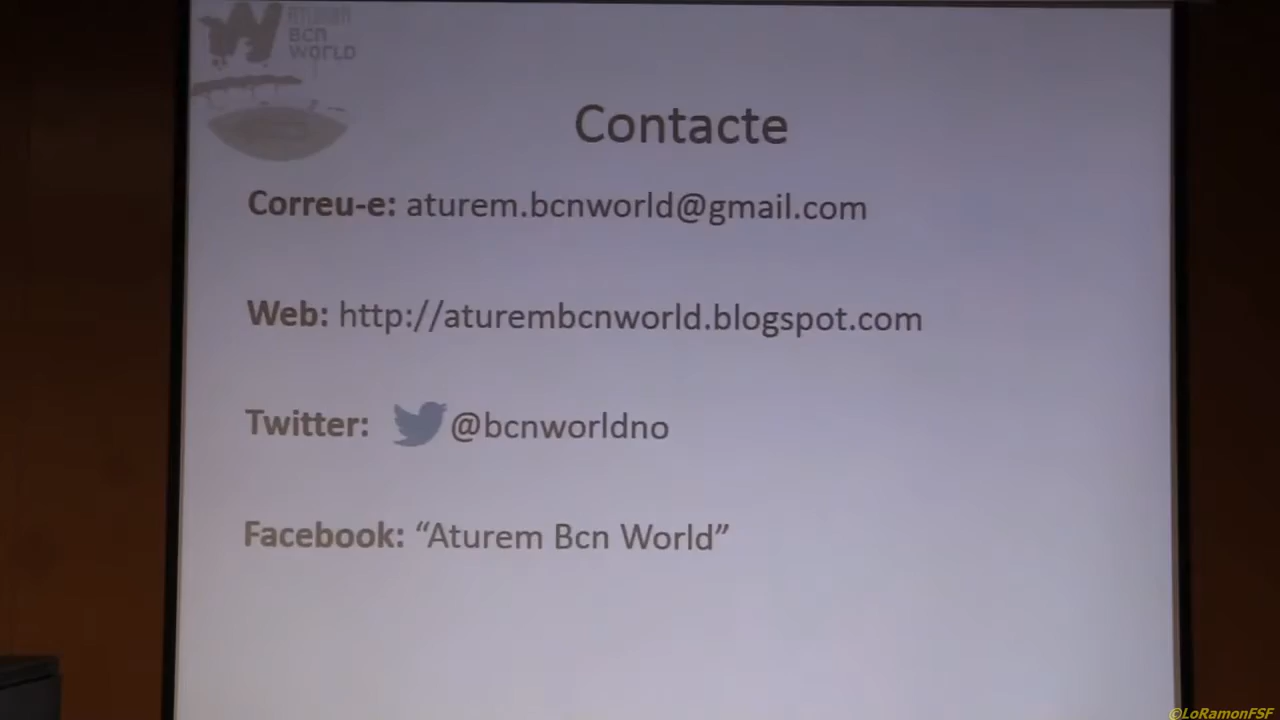 ATUREM
BCN
WORLD
Contacte
Correu-e: aturem.bcnworld@gmail.com
Web: http://aturembcnworld.blogspot.com
Twitter: @bcnworldno
Facebook: “Aturem Bcn World”
©LoRamonFSF